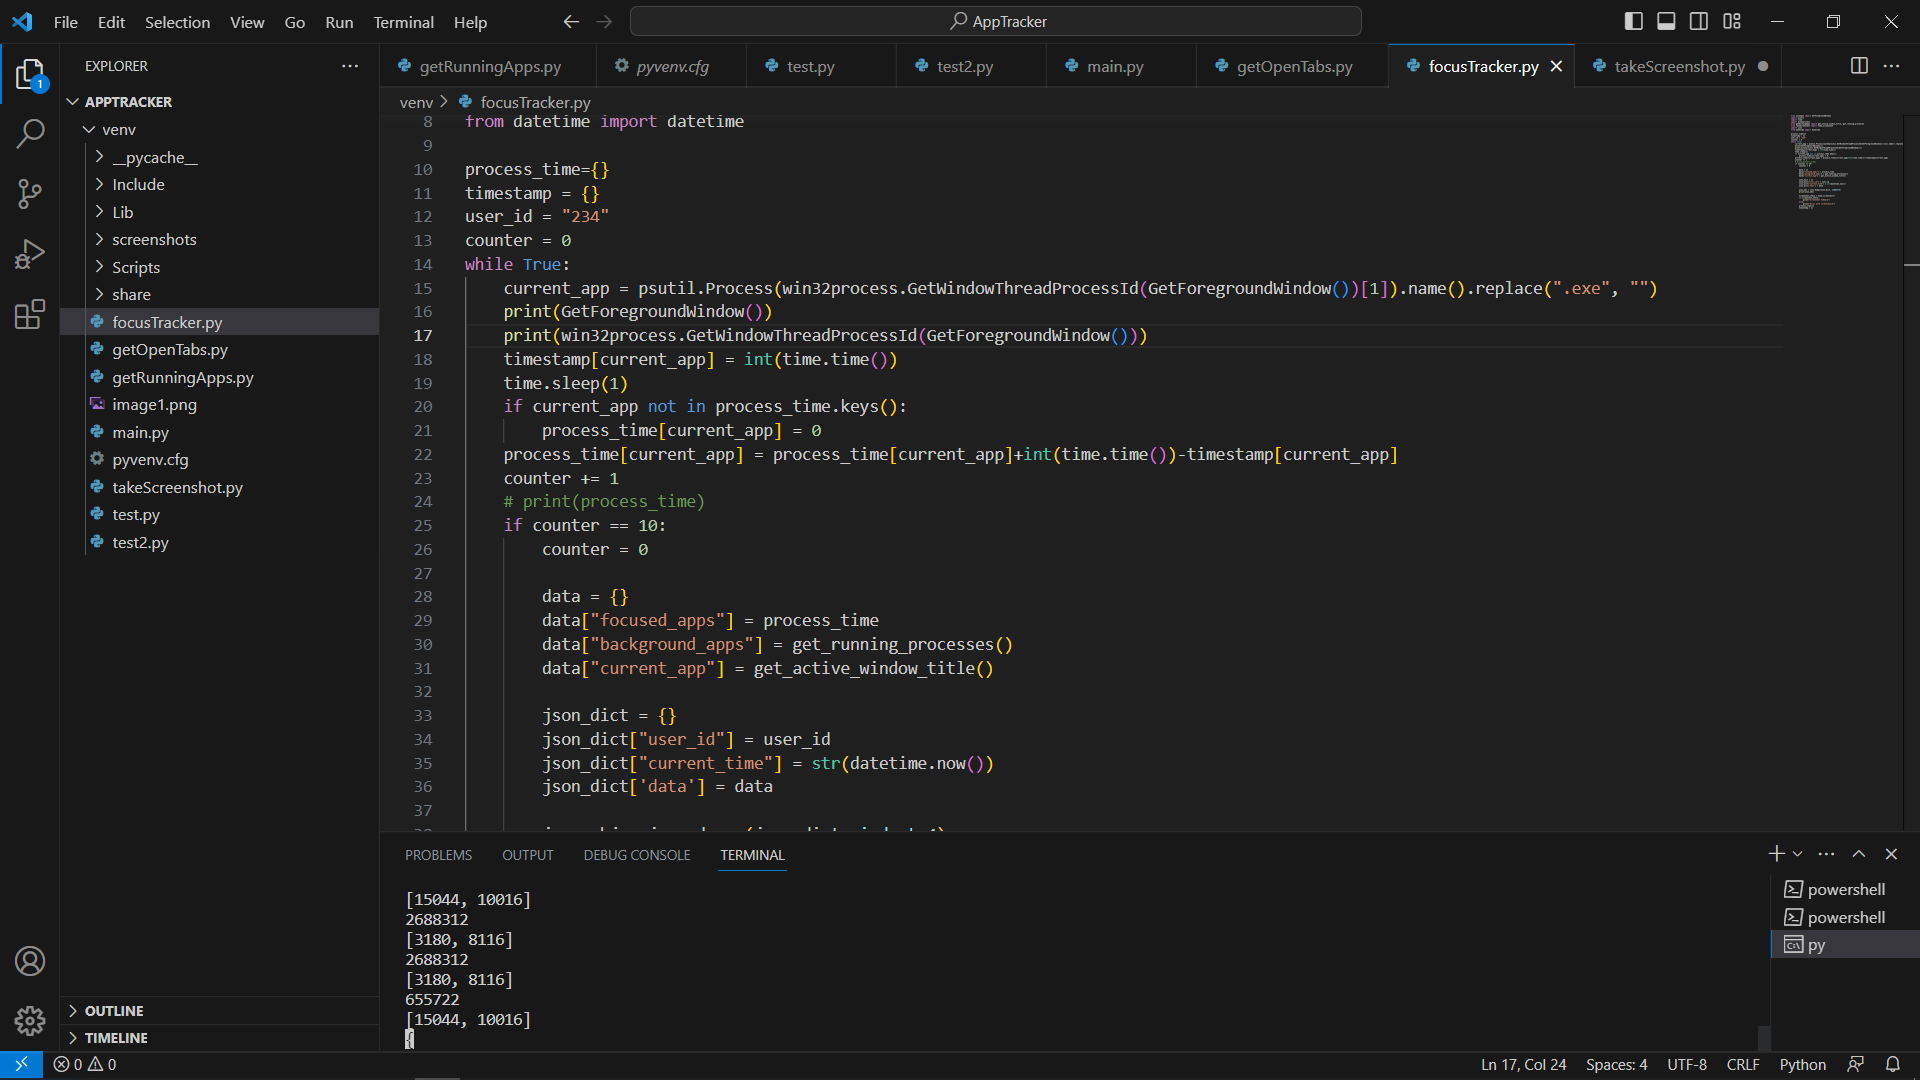 File Edit Selection View Go Run Terminal Help
AppTracker
EXPLORER
getRunningApps.py
pyvenv.cfg
test.py
test2.py
main.py
getOpenTabs.py
focusTracker.py
takeScreenshot.py
APPTRACKER
venv
__pycache__
Include
Lib
screenshots
Scripts
share
focusTracker.py
getOpenTabs.py
getRunningApps.py
image1.png
main.py
pyvenv.cfg
takeScreenshot.py
test.py
test2.py
OUTLINE
TIMELINE
venv > focusTracker.py
8 from datetime import datetime
9
10 process_time={}
11 timestamp = {}
12 user_id = "234"
13 counter = 0
14 while True:
15 current_app = psutil.Process(win32process.GetWindowThreadProcessId(GetForegroundWindow())[1]).name().replace(".exe", "")
16 print(GetForegroundWindow())
17 print(win32process.GetWindowThreadProcessId(GetForegroundWindow()))
18 timestamp[current_app] = int(time.time())
19 time.sleep(1)
20 if current_app not in process_time.keys():
21 process_time[current_app] = 0
22 process_time[current_app] = process_time[current_app]+int(time.time())-timestamp[current_app]
23 counter += 1
24 # print(process_time)
25 if counter == 10:
26 counter = 0
27
28 data = {}
29 data["focused_apps"] = process_time
30 data["background_apps"] = get_running_processes()
31 data["current_app"] = get_active_window_title()
32
33 json_dict = {}
34 json_dict["user_id"] = user_id
35 json_dict["current_time"] = str(datetime.now())
36 json_dict['data'] = data
37
PROBLEMS OUTPUT DEBUG CONSOLE TERMINAL
[15044, 10016]
2688312
[3180, 8116]
2688312
[3180, 8116]
655722
[15044, 10016]
{
powershell
powershell
py
0 0
Ln 17, Col 24 Spaces: 4 UTF-8 CRLF Python